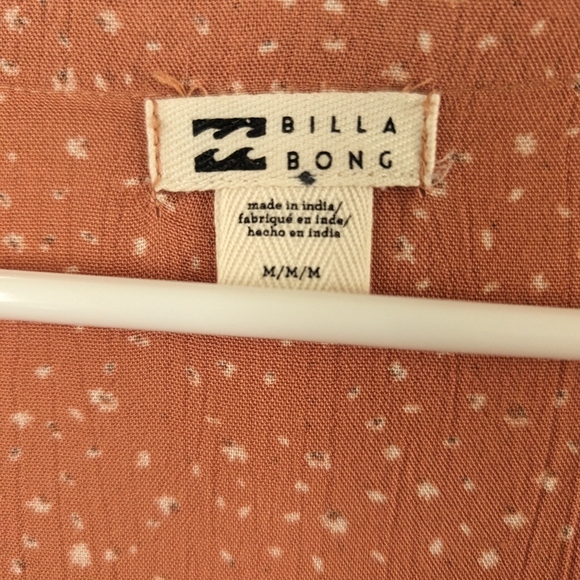 BILLA
BONG
made in india/
fabriqué en inde/
hecho en india
M/M/M